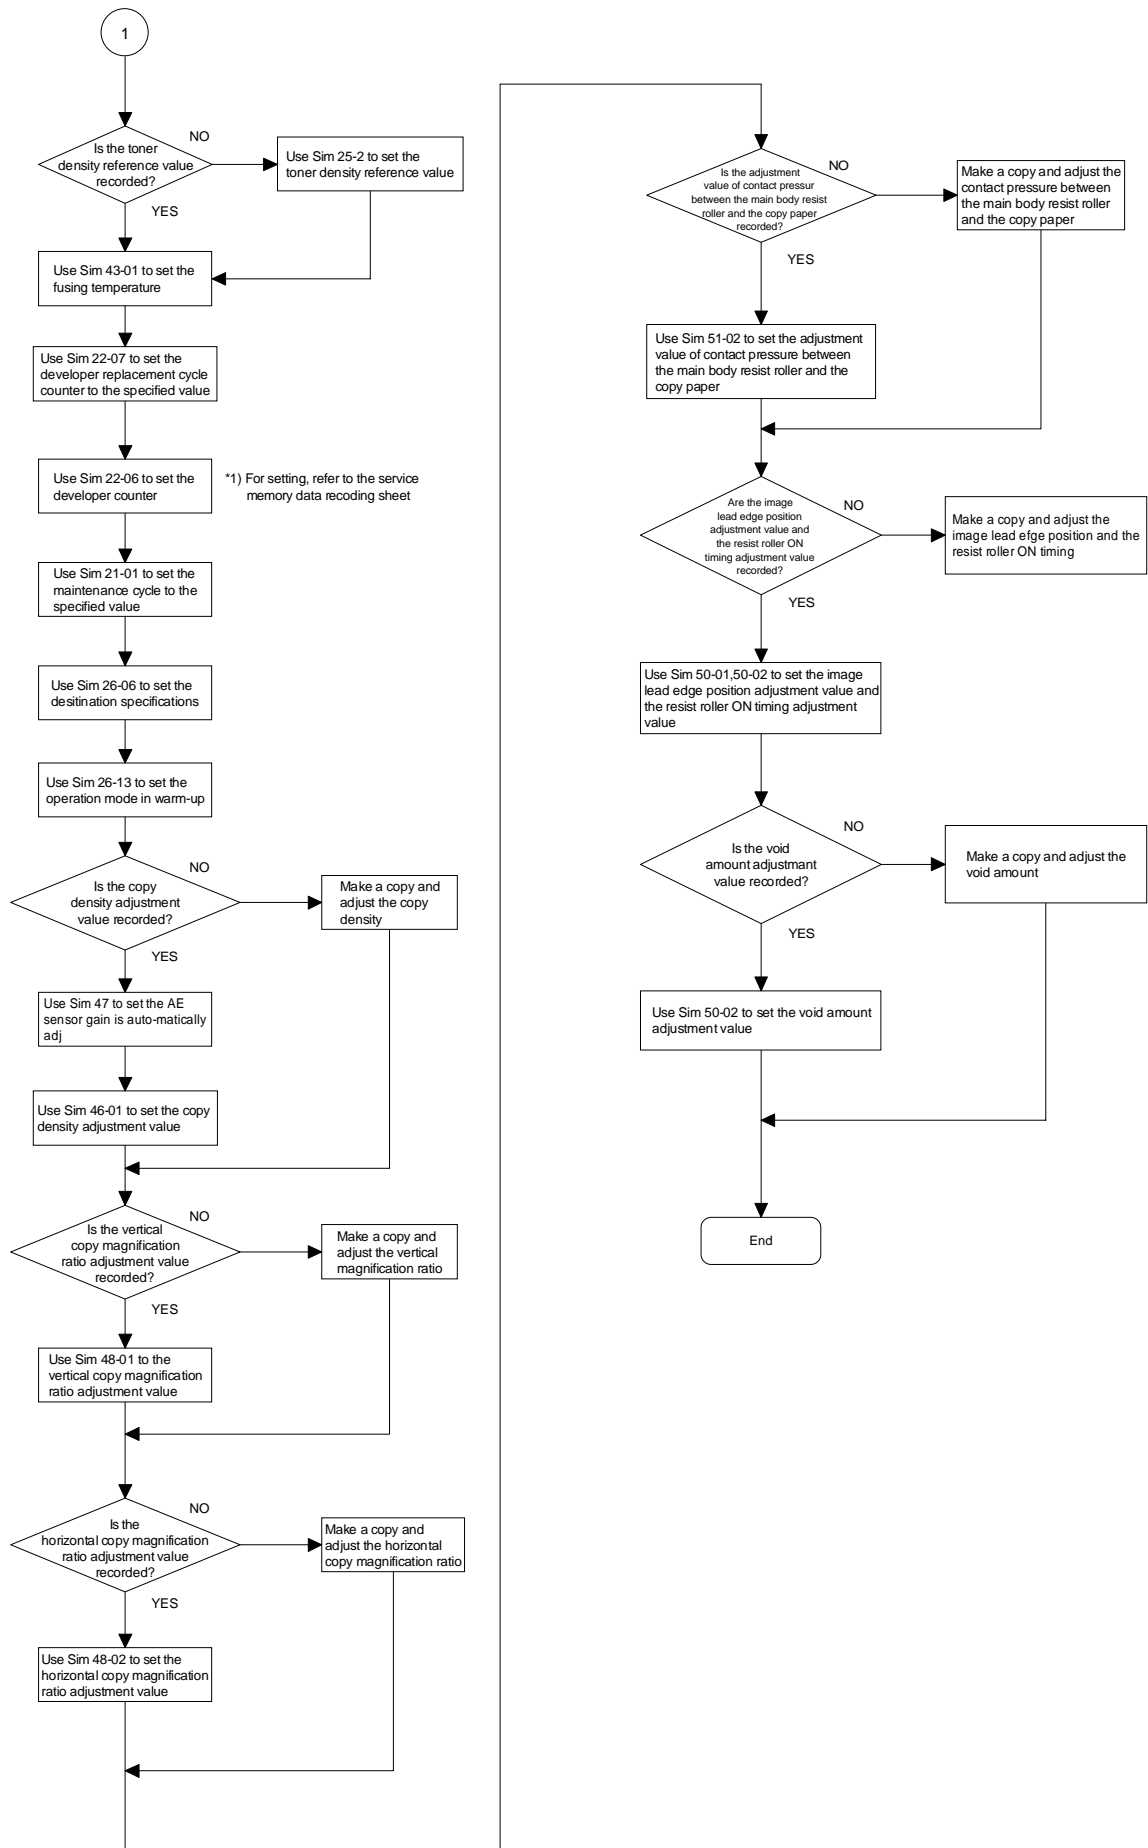 1
Is the toner
density reference value
recorded?
NO
Use Sim 25-2 to set the
toner density reference value
YES
Use Sim 43-01 to set the
fusing temperature
Use Sim 22-07 to set the
developer replacement cycle
counter to the specified value
Use Sim 22-06 to set the
developer counter
*1) For setting, refer to the service
memory data recoding sheet
Use Sim 21-01 to set the
maintenance cycle to the
specified value
Use Sim 26-06 to set the
desitination specifications
Use Sim 26-13 to set the
operation mode in warm-up
Is the copy
density adjustment
value recorded?
NO
Make a copy and
adjust the copy
density
YES
Use Sim 47 to set the AE
sensor gain is auto-matically
adj
Use Sim 46-01 to set the copy
density adjustment value
Is the vertical
copy magnification
ratio adjustment value
recorded?
NO
Make a copy and
adjust the vertical
magnification ratio
YES
Use Sim 48-01 to the
vertical copy magnification
ratio adjustment value
Is the
horizontal copy magnification
ratio adjustment value
recorded?
NO
Make a copy and
adjust the horizontal
copy magnification ratio
YES
Use Sim 48-02 to set the
horizontal copy magnification
ratio adjustment value
Is the adjustment
value of contact pressur
between the main body resist
roller and the copy paper
recorded?
NO
Make a copy and adjust the
contact pressure between
the main body resist roller
and the copy paper
YES
Use Sim 51-02 to set the adjustment
value of contact pressure between
the main body resist roller and the
copy paper
Are the image
lead edge position
adjustment value and
the resist roller ON
timing adjustment value
recorded?
NO
Make a copy and adjust the
image lead efge position and the
resist roller ON timing
YES
Use Sim 50-01,50-02 to set the image
lead edge position adjustment value and
the resist roller ON timing adjustment
value
Is the void
amount adjustmant
value recorded?
NO
Make a copy and adjust the
void amount
YES
Use Sim 50-02 to set the void amount
adjustment value
End